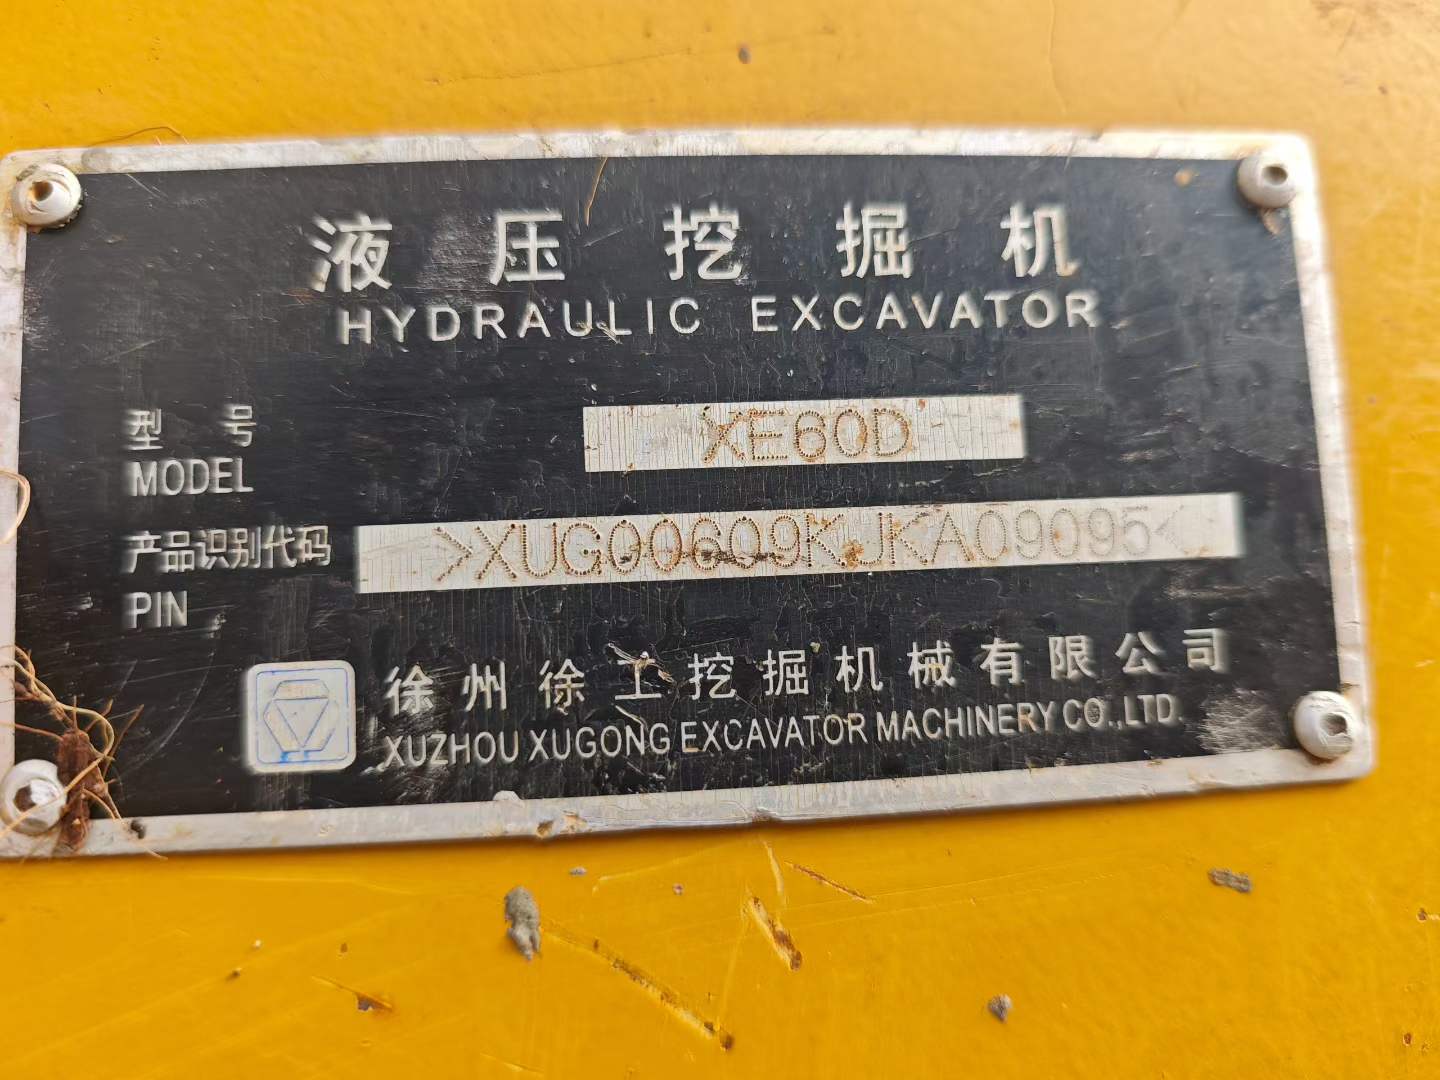 液压挖掘机
HYDRAULIC EXCAVATOR
型号 XE60D
MODEL
产品识别代码 >XUG00609KJKA09095<
PIN
徐州徐工挖掘机械有限公司
XUZHOU XUGONG EXCAVATOR MACHINERY CO.,LTD.